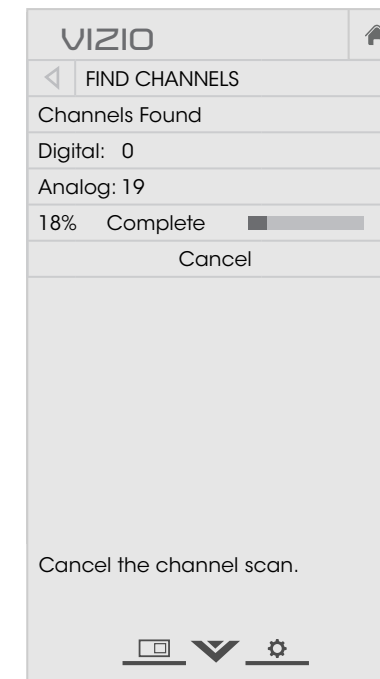 VIZIO
FIND CHANNELS
Channels Found
Digital: 0
Analog: 19
18% Complete
Cancel
Cancel the channel scan.